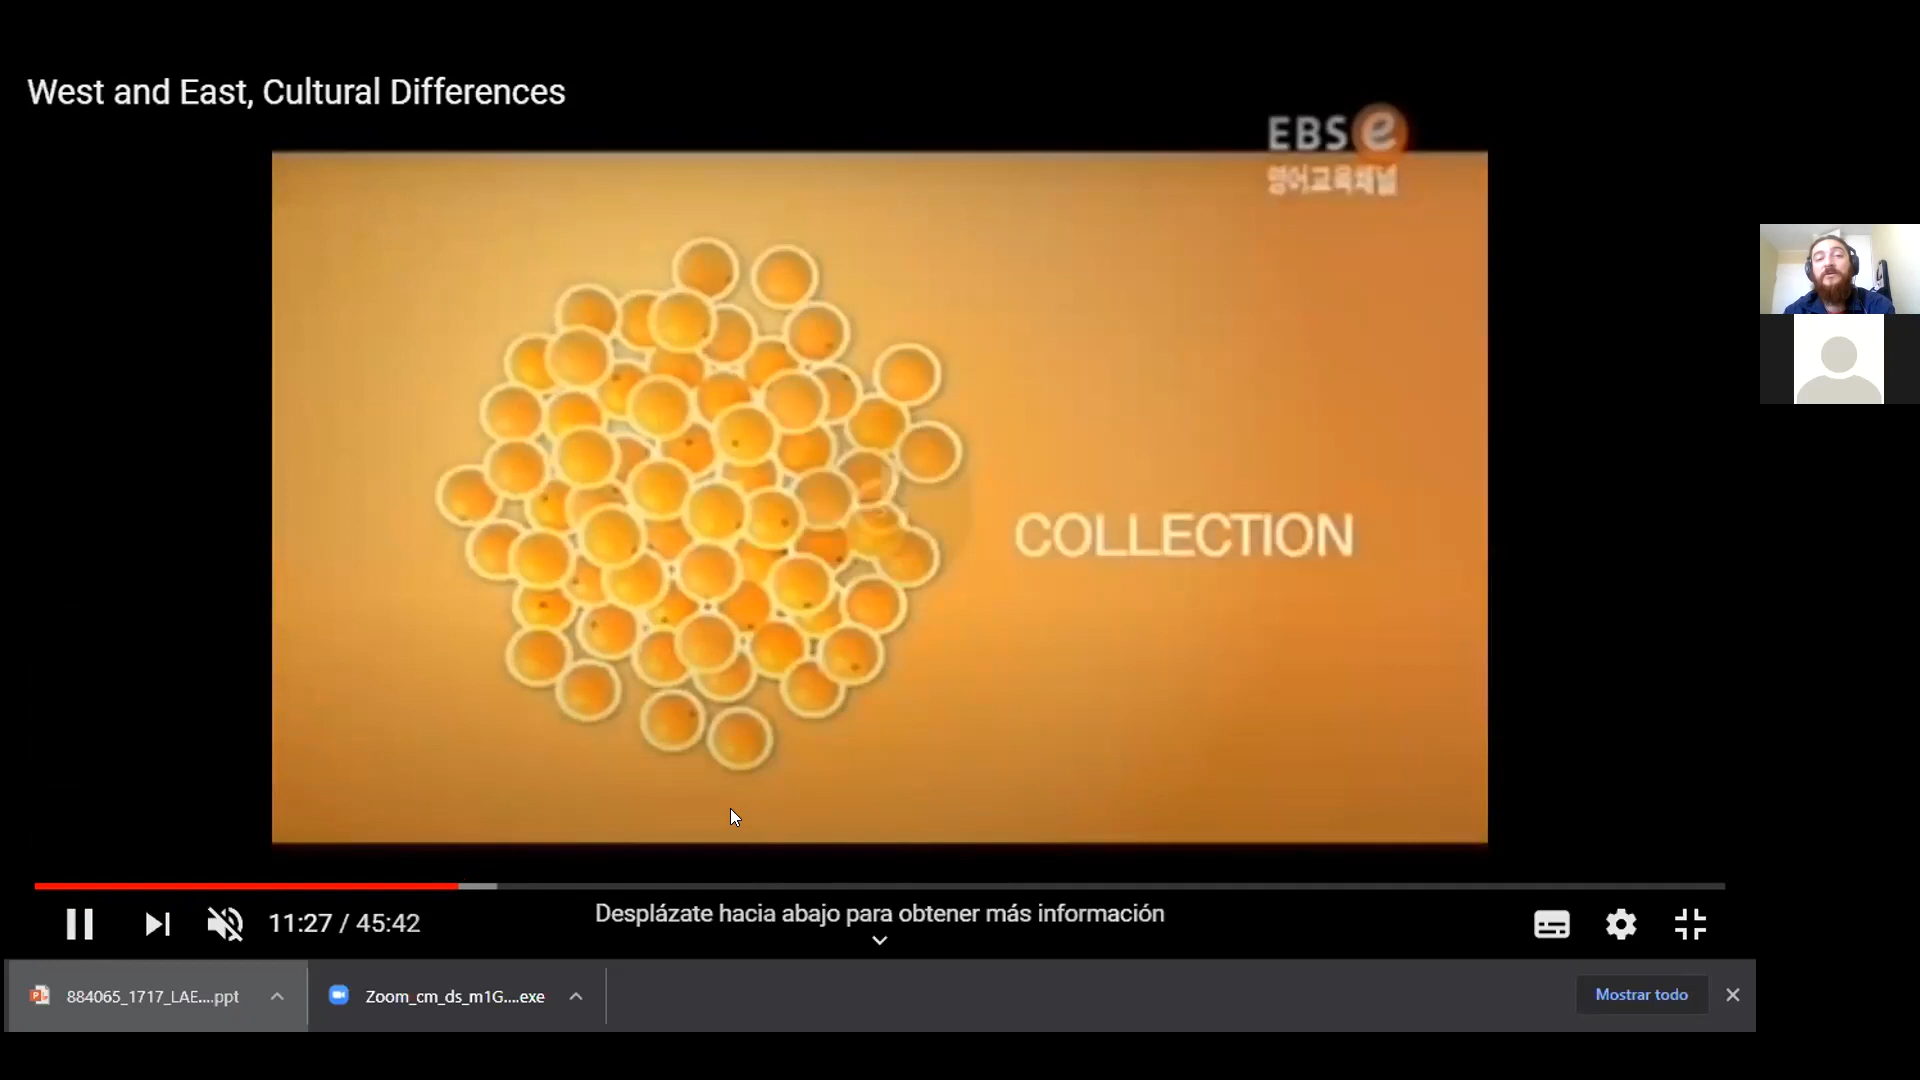 West and East, Cultural Differences
EBS e
영어교육채널
COLLECTION
11:27 / 45:42
Desplázate hacia abajo para obtener más información
884065_1717_LAE....ppt
Zoom_cm_ds_m1G....exe
Mostrar todo